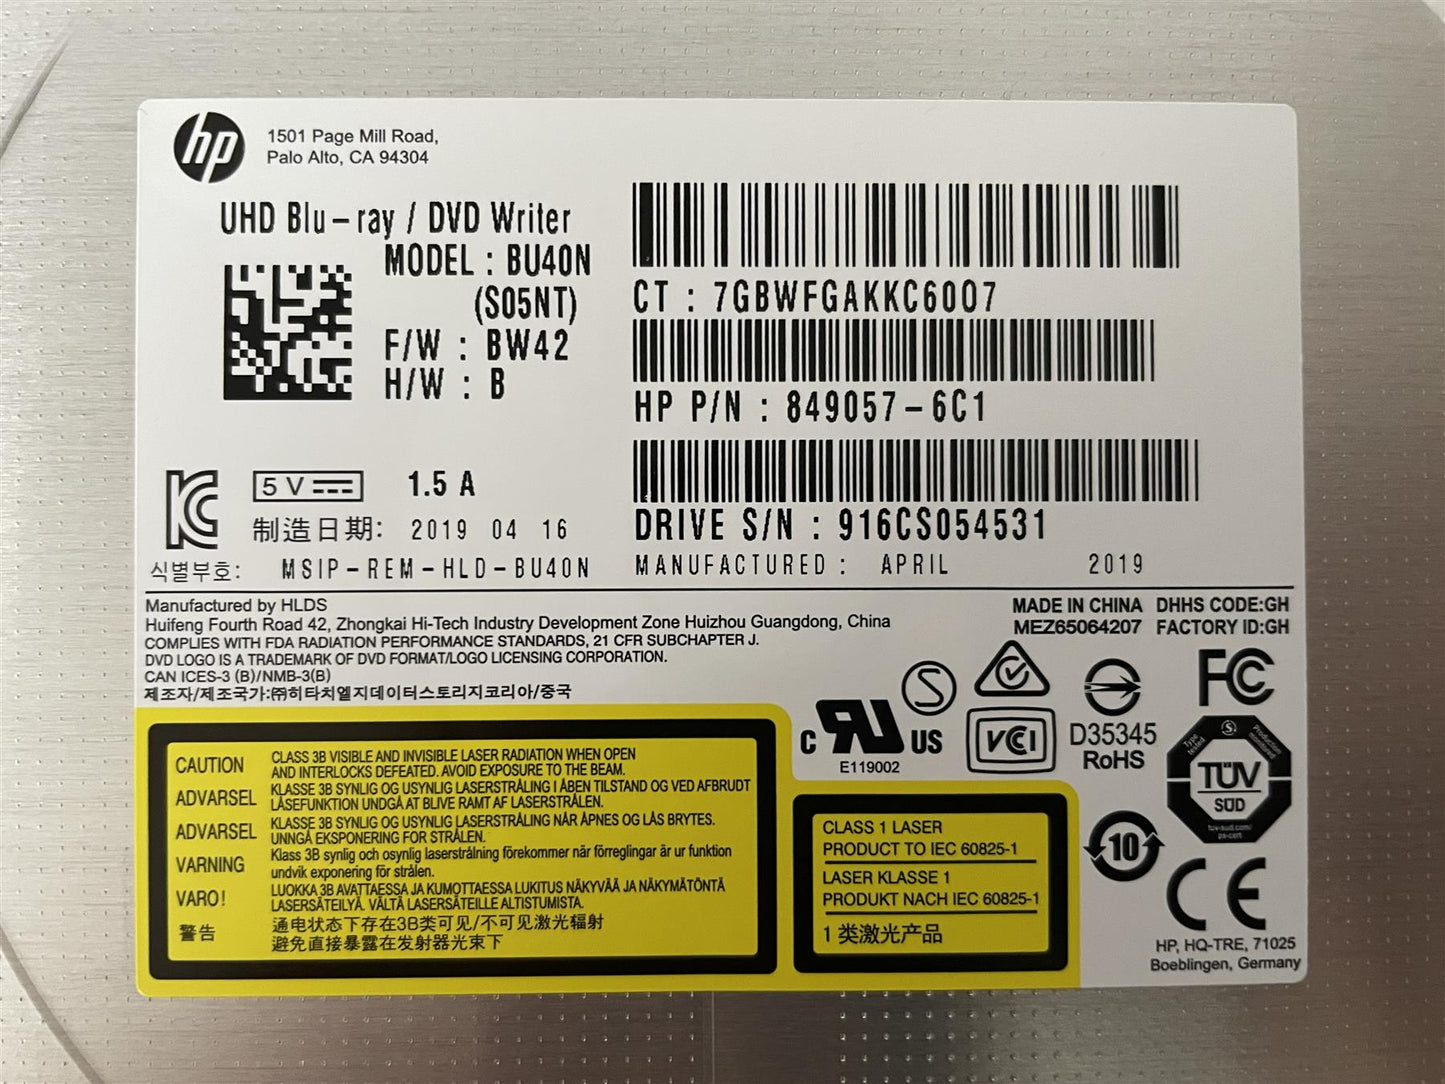 hp
1501 Page Mill Road,
Palo Alto, CA 94304
UHD Blu-ray / DVD Writer
MODEL : BU40N
(S05NT)
F/W : BW42
H/W : B
CT : 7GBWFGAKKC6007
HP P/N : 849057-6C1
DRIVE S/N : 916CS054531
MANUFACTURED : APRIL 2019
5 V 1.5 A
制造日期: 2019 04 16
식별부호: MSIP-REM-HLD-BU40N
Manufactured by HLDS
Huifeng Fourth Road 42, Zhongkai Hi-Tech Industry Development Zone Huizhou Guangdong, China
COMPLIES WITH FDA RADIATION PERFORMANCE STANDARDS, 21 CFR SUBCHAPTER J.
DVD LOGO IS A TRADEMARK OF DVD FORMAT/LOGO LICENSING CORPORATION.
CAN ICES-3 (B)/NMB-3(B)
제조자/제조국가:㈜히타치엘지데이터스토리지코리아/중국
MADE IN CHINA DHHS CODE:GH
MEZ65064207 FACTORY ID:GH
FC
S
c RU US
E119002
VCI
D35345
RoHS
Type tested
Production monitored
TÜV
SÜD
tuv-sud.com/
ps-cert
10
CE
HP, HQ-TRE, 71025
Boeblingen, Germany
CAUTION CLASS 3B VISIBLE AND INVISIBLE LASER RADIATION WHEN OPEN
AND INTERLOCKS DEFEATED. AVOID EXPOSURE TO THE BEAM.
ADVARSEL KLASSE 3B SYNLIG OG USYNLIG LASERSTRÅLING I ÅBEN TILSTAND OG VED AFBRUDT
LÅSEFUNKTION UNDGÅ AT BLIVE RAMT AF LASERSTRÅLEN.
ADVARSEL KLASSE 3B SYNLIG OG USYNLIG LASERSTRÅLING NÅR ÅPNES OG LÅS BRYTES.
UNNGÅ EKSPONERING FOR STRÅLEN.
VARNING Klass 3B synlig och osynlig laserstrålning förekommer när förreglingar är ur funktion
undvik exponering för strålen.
VARO! LUOKKA 3B AVATTAESSA JA KUMOTTAESSA LUKITUS NÄKYVÄÄ JA NÄKYMÄTÖNTÄ
LASERSÄTEILYÄ. VÄLTÄ LASERSÄTEILLE ALTISTUMISTA.
警告 通电状态下存在3B类可见/不可见激光辐射
避免直接暴露在发射器光束下
CLASS 1 LASER
PRODUCT TO IEC 60825-1
LASER KLASSE 1
PRODUKT NACH IEC 60825-1
1 类激光产品